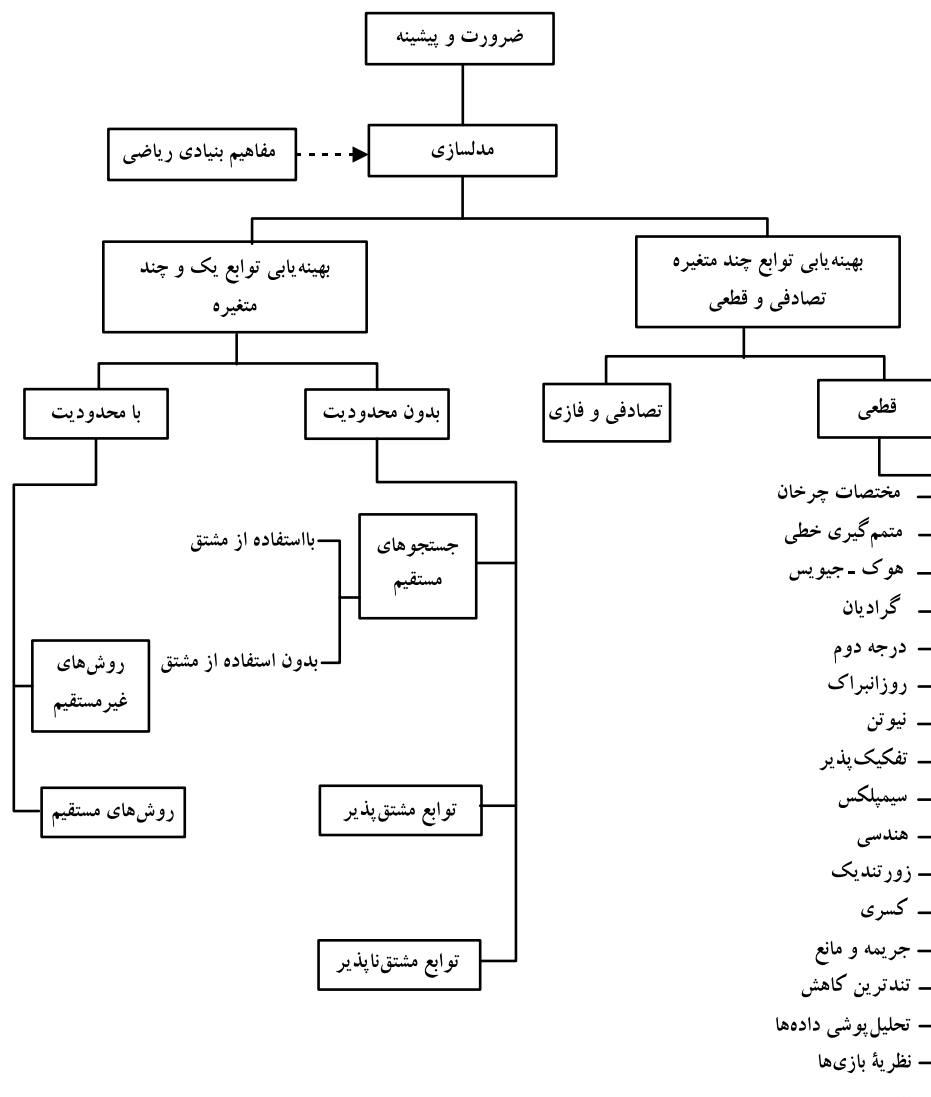 ضرورت و پیشینه
مدلسازی
مفاهیم بنیادی ریاضی
بهینه‌یابی توابع چند متغیره
تصادفی و قطعی
بهینه‌یابی توابع یک و چند
متغیره
قطعی
تصادفی و فازی
بدون محدودیت
با محدودیت
مختصات چرخان
متمم‌گیری خطی
هوک ـ جیویس
گرادیان
درجه دوم
روزانبراک
نیوتن
تفکیک‌پذیر
سیمپلکس
هندسی
زورتندیک
کسری
جریمه و مانع
تندترین کاهش
تحلیل‌پوشی داده‌ها
نظریهٔ بازی‌ها
جستجوهای
مستقیم
بااستفاده از مشتق
بدون استفاده از مشتق
توابع مشتق‌پذیر
توابع مشتق‌ناپذیر
روش‌های
غیرمستقیم
روش‌های مستقیم